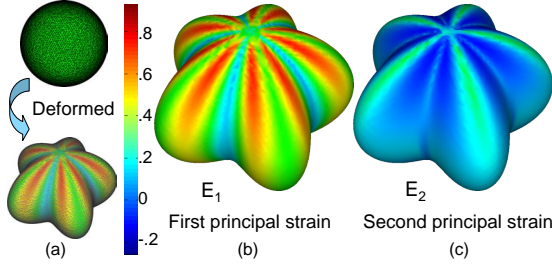 Deformed
(a)
.8
.6
.4
.2
0
-.2
E1
First principal strain
(b)
E2
Second principal strain
(c)